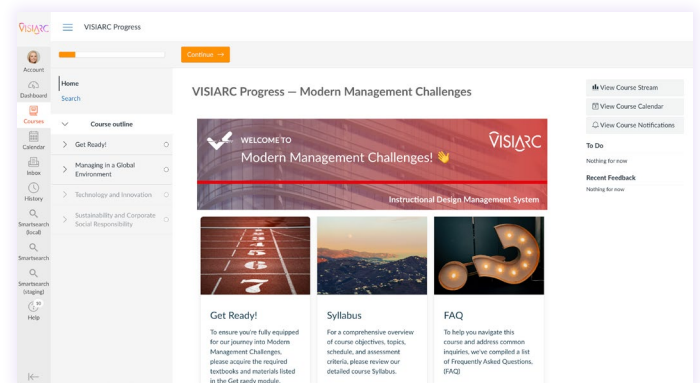 VISIARC
VISIARC Progress
Account
Dashboard
Courses
Calendar
Inbox
History
Smartsearch
(local)
Smartsearch
Smartsearch
(staging)
10
Help
Home
Search
Course outline
Get Ready!
Managing in a Global
Environment
Technology and Innovation
Sustainability and Corporate
Social Responsibility
Continue →
VISIARC Progress — Modern Management Challenges
WELCOME TO
Modern Management Challenges! 👋
VISIARC
Instructional Design Management System
Get Ready!
To ensure you're fully equipped
for our journey into Modern
Management Challenges,
please acquire the required
textbooks and materials listed
in the Get raedy module.
Syllabus
For a comprehensive overview
of course objectives, topics,
schedule, and assessment
criteria, please review our
detailed course Syllabus.
FAQ
To help you navigate this
course and address common
inquiries, we've compiled a list
of Frequently Asked Questions.
(FAQ)
View Course Stream
View Course Calendar
View Course Notifications
To Do
Nothing for now
Recent Feedback
Nothing for now